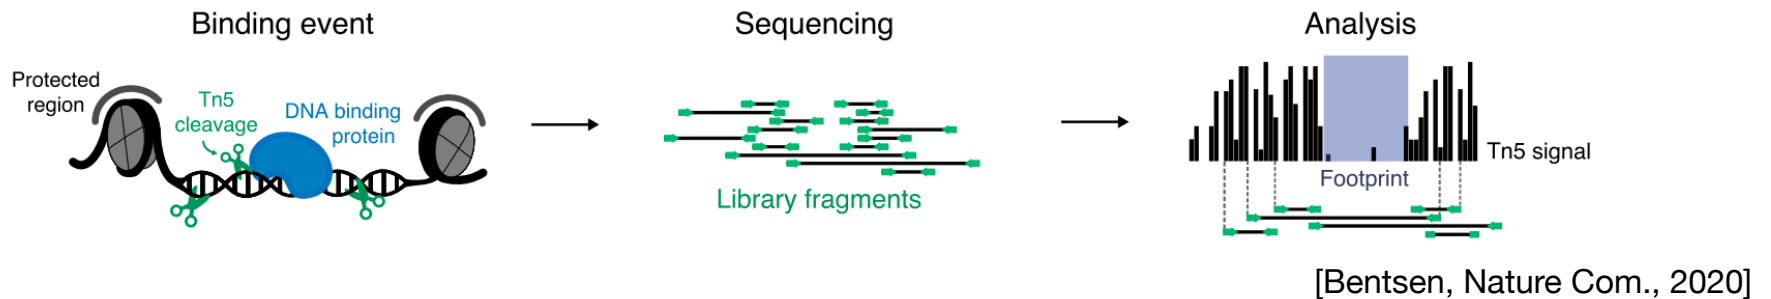 Binding event
Sequencing
Analysis
Protected
region
Tn5
cleavage
DNA binding
protein
Library fragments
Tn5 signal
Footprint
[Bentsen, Nature Com., 2020]